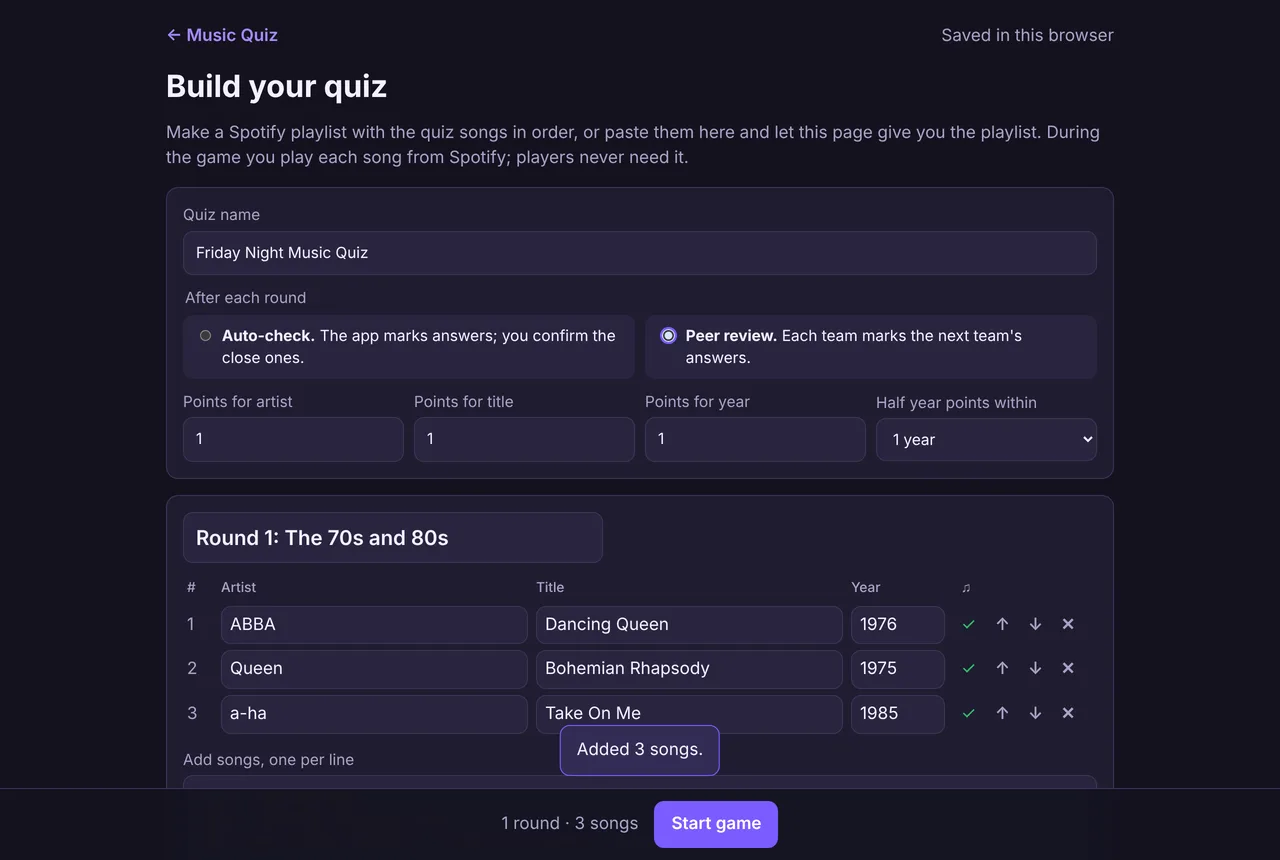 ← Music Quiz
Saved in this browser
Build your quiz
Make a Spotify playlist with the quiz songs in order, or paste them here and let this page give you the playlist. During
the game you play each song from Spotify; players never need it.
Quiz name
Friday Night Music Quiz
After each round
Auto-check. The app marks answers; you confirm the
close ones.
Peer review. Each team marks the next team's
answers.
Points for artist
Points for title
Points for year
Half year points within
1
1
1
1 year
Round 1: The 70s and 80s
# Artist Title Year ♫
1 ABBA Dancing Queen 1976 ✓ ↑ ↓ ✕
2 Queen Bohemian Rhapsody 1975 ✓ ↑ ↓ ✕
3 a-ha Take On Me 1985 ✓ ↑ ↓ ✕
Added 3 songs.
Add songs, one per line
1 round · 3 songs
Start game